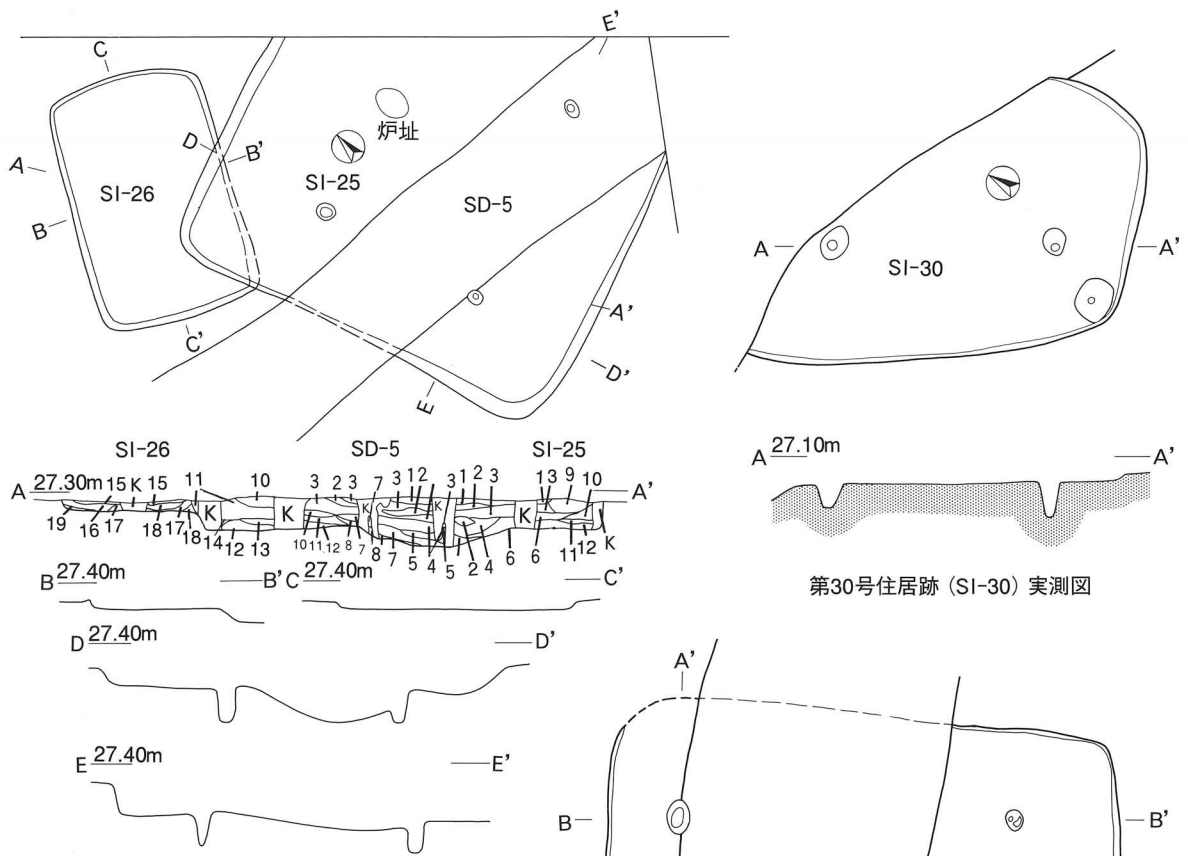 C
E'
炉址
D
B'
A
SI-26
SI-25
SD-5
B
A'
C'
D'
E
A
SI-30
A'
SI-26 SD-5 SI-25
A 27.30m 15 K 15 11 10 3 2 3 7 3 12 3 1 2 3 13 9 10 A'
K K K K K
19 16 17 18 17 18 14 12 13 10 11 12 8 7 8 7 5 4 5 2 4 6 6 11 12 K
B 27.40m B'
C 27.40m C'
D 27.40m D'
E 27.40m E'
A 27.10m A'
第30号住居跡 (SI-30) 実測図
A'
B B'